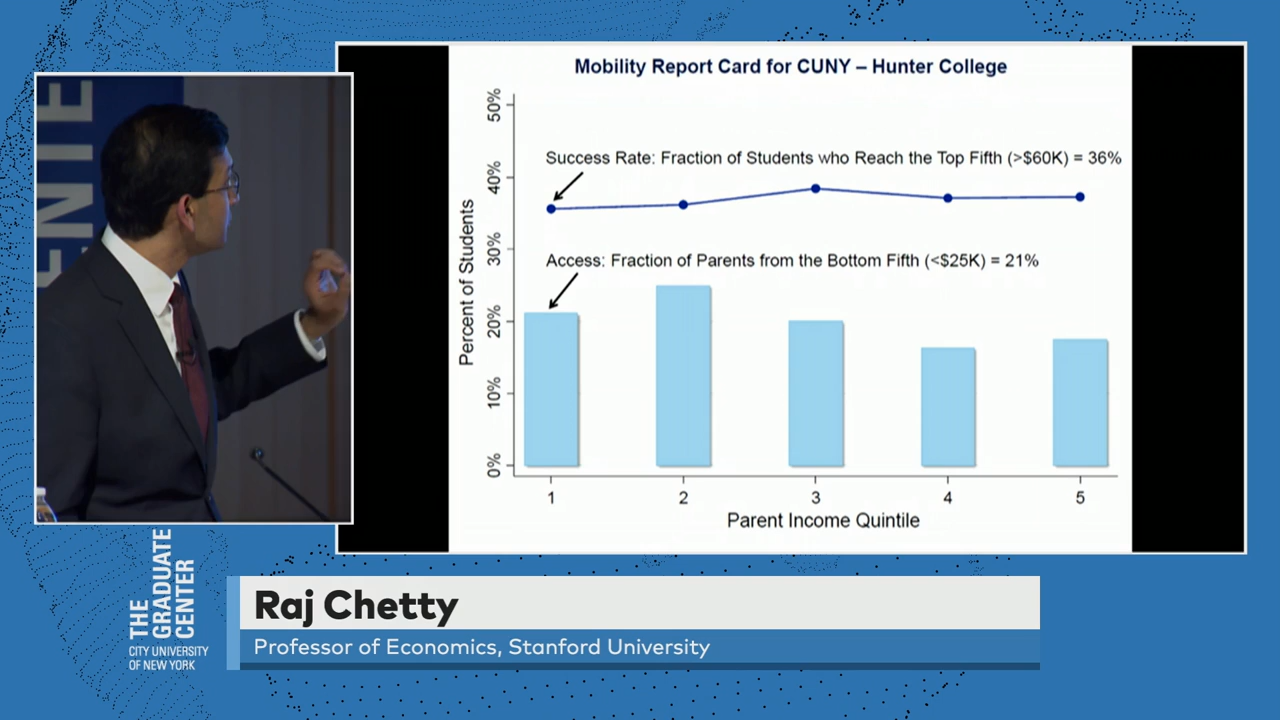 ENTE
Mobility Report Card for CUNY – Hunter College
Percent of Students
50%
40%
30%
20%
10%
0%
Success Rate: Fraction of Students who Reach the Top Fifth (>$60K) = 36%
Access: Fraction of Parents from the Bottom Fifth (<$25K) = 21%
1 2 3 4 5
Parent Income Quintile
THE
GRADUATE
CENTER
CITY UNIVERSITY
OF NEW YORK
Raj Chetty
Professor of Economics, Stanford University